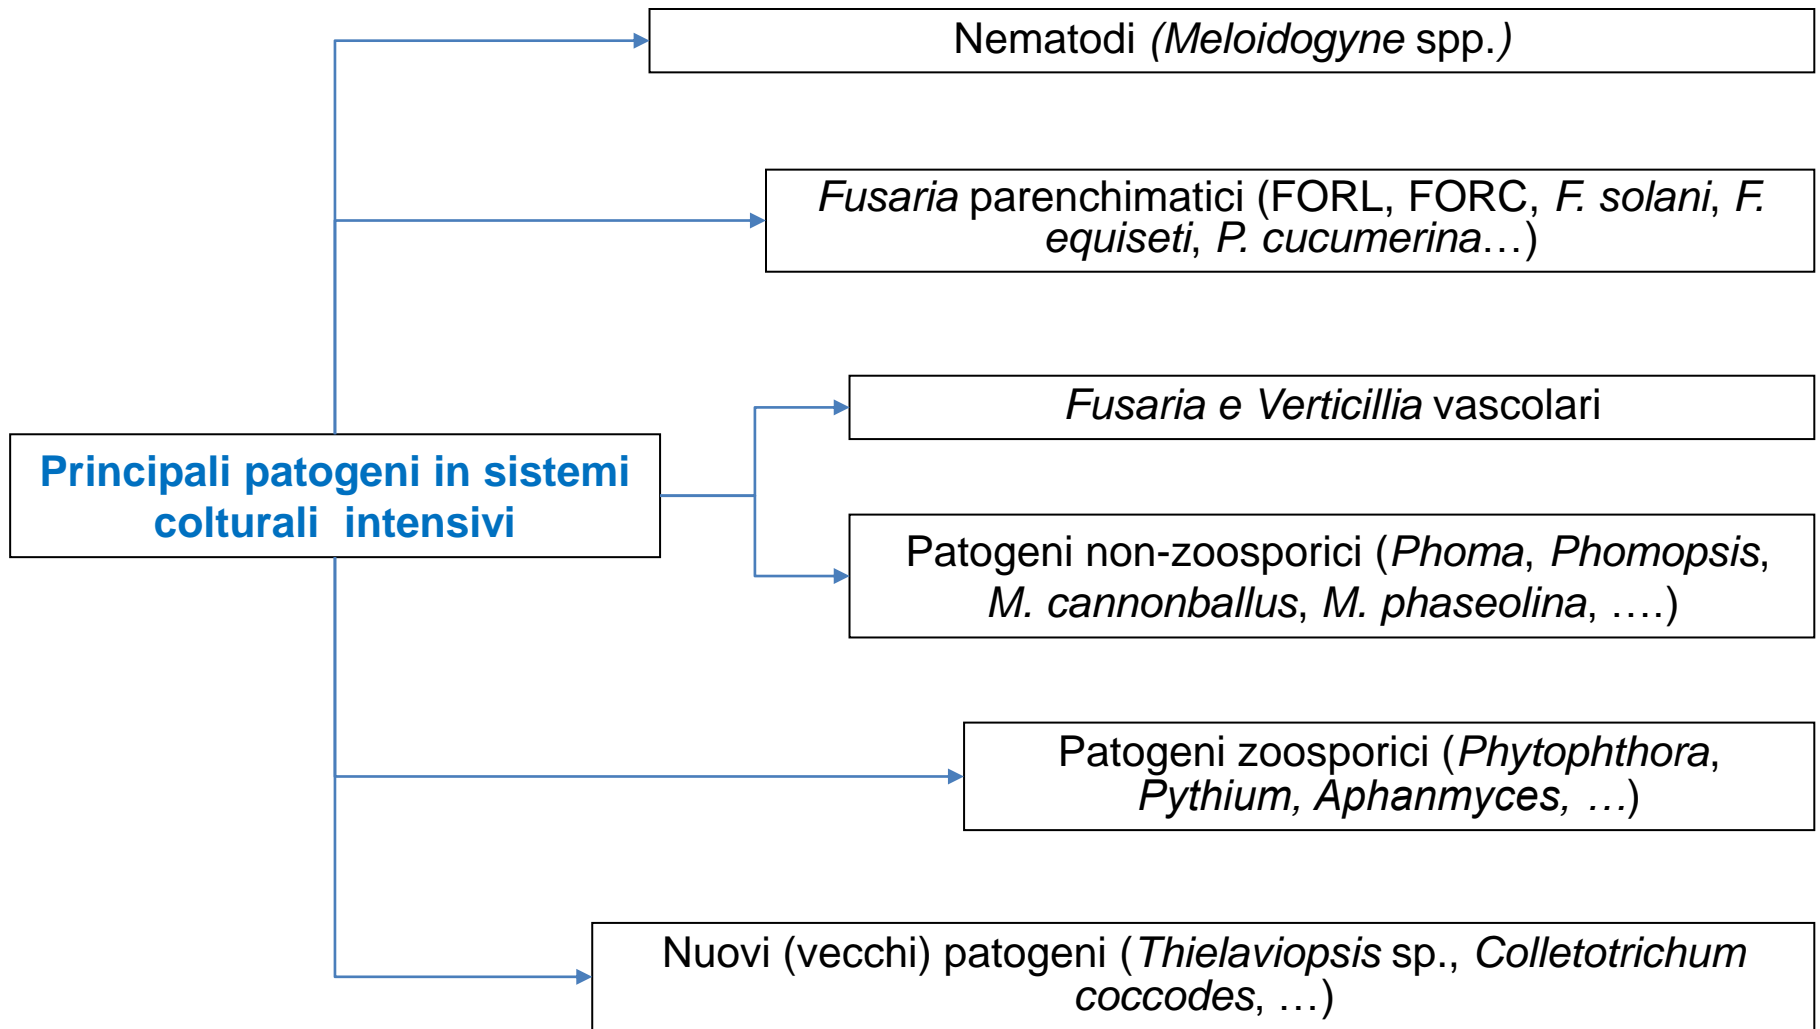 Nematodi (Meloidogyne spp.)
Fusaria parenchimatici (FORL, FORC, F. solani, F.
equiseti, P. cucumerina…)
Fusaria e Verticillia vascolari
Principali patogeni in sistemi
colturali intensivi
Patogeni non-zoosporici (Phoma, Phomopsis,
M. cannonballus, M. phaseolina, ….)
Patogeni zoosporici (Phytophthora,
Pythium, Aphanmyces, …)
Nuovi (vecchi) patogeni (Thielaviopsis sp., Colletotrichum
coccodes, …)